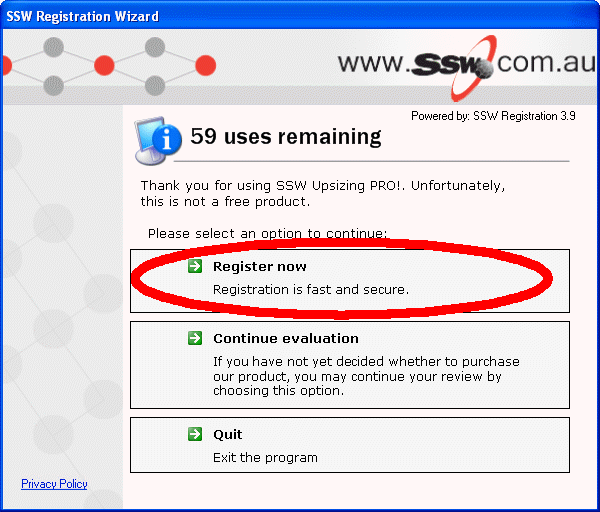 SSW Registration Wizard
www.SSW.com.au
Powered by: SSW Registration 3.9
59 uses remaining
Thank you for using SSW Upsizing PRO!. Unfortunately,
this is not a free product.
Please select an option to continue:
Register now
Registration is fast and secure.
Continue evaluation
If you have not yet decided whether to purchase
our product, you may continue your review by
choosing this option.
Quit
Exit the program
Privacy Policy